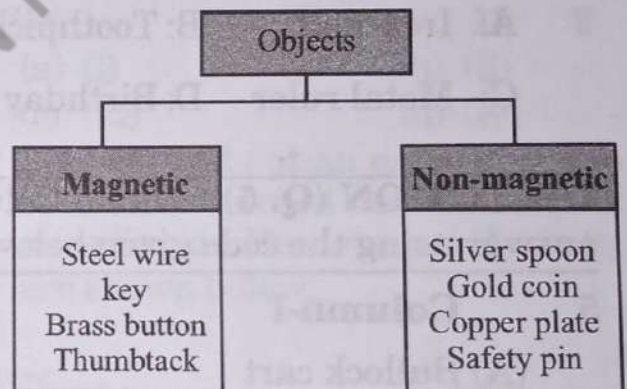 Objects
Magnetic
Steel wire
key
Brass button
Thumbtack
Non-magnetic
Silver spoon
Gold coin
Copper plate
Safety pin